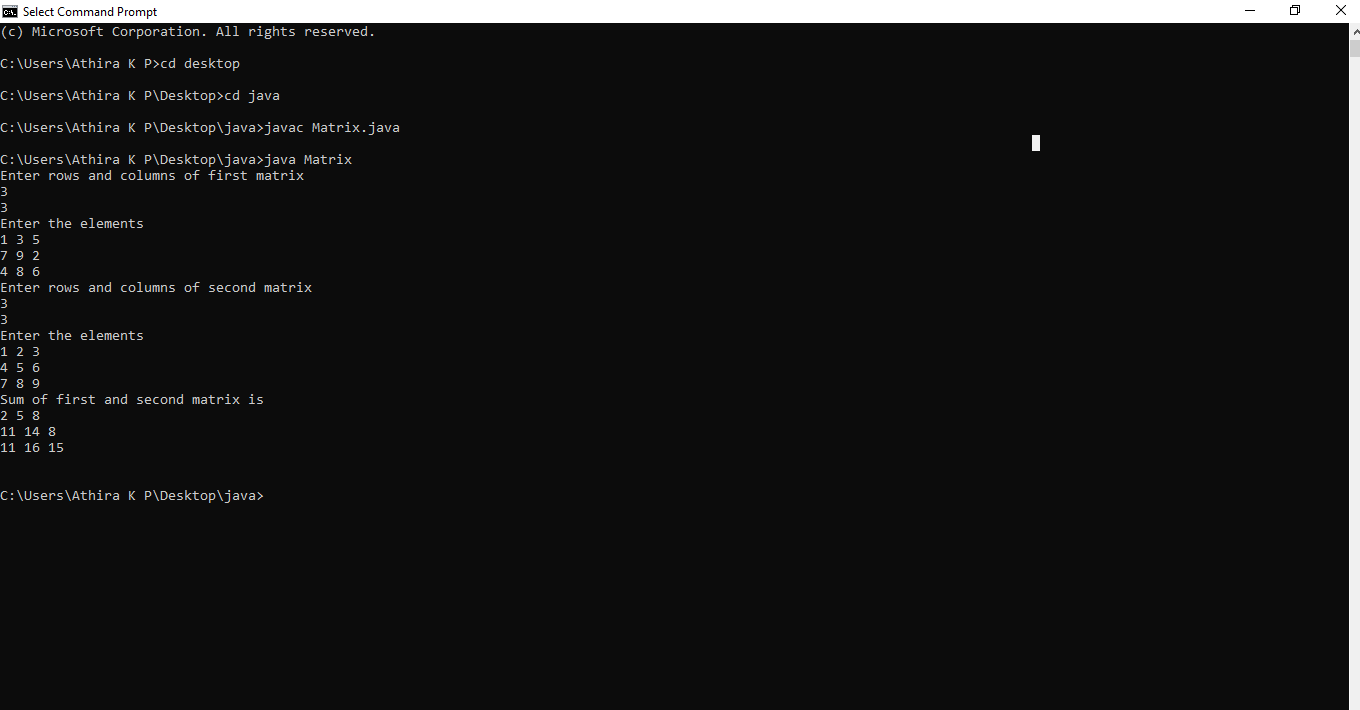 Select Command Prompt
(c) Microsoft Corporation. All rights reserved.
C:\Users\Athira K P>cd desktop
C:\Users\Athira K P\Desktop>cd java
C:\Users\Athira K P\Desktop\java>javac Matrix.java
C:\Users\Athira K P\Desktop\java>java Matrix
Enter rows and columns of first matrix
3
3
Enter the elements
1 3 5
7 9 2
4 8 6
Enter rows and columns of second matrix
3
3
Enter the elements
1 2 3
4 5 6
7 8 9
Sum of first and second matrix is
2 5 8
11 14 8
11 16 15
C:\Users\Athira K P\Desktop\java>